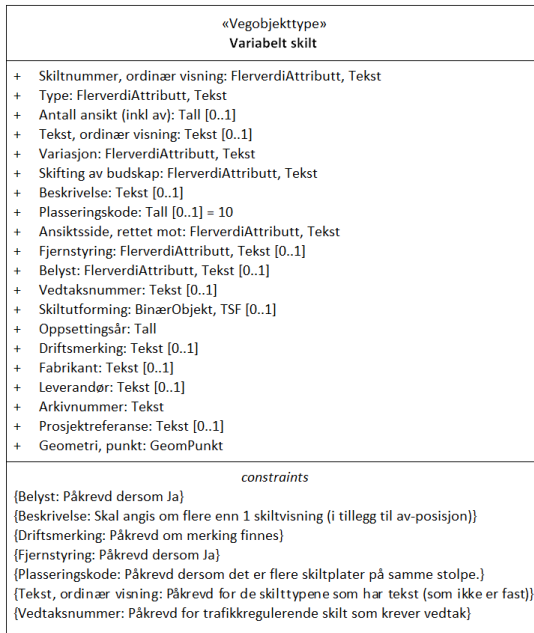 «Vegobjekttype»
Variabelt skilt
+ Skiltnummer, ordinær visning: FlerverdiAttributt, Tekst
+ Type: FlerverdiAttributt, Tekst
+ Antall ansikt (inkl av): Tall [0..1]
+ Tekst, ordinær visning: Tekst [0..1]
+ Variasjon: FlerverdiAttributt, Tekst
+ Skifting av budskap: FlerverdiAttributt, Tekst
+ Beskrivelse: Tekst [0..1]
+ Plasseringskode: Tall [0..1] = 10
+ Ansiktsside, rettet mot: FlerverdiAttributt, Tekst
+ Fjernstyring: FlerverdiAttributt, Tekst [0..1]
+ Belyst: FlerverdiAttributt, Tekst [0..1]
+ Vedtaksnummer: Tekst [0..1]
+ Skiltutforming: BinærObjekt, TSF [0..1]
+ Oppsettingsår: Tall
+ Driftsmerking: Tekst [0..1]
+ Fabrikant: Tekst [0..1]
+ Leverandør: Tekst [0..1]
+ Arkivnummer: Tekst
+ Prosjektreferanse: Tekst [0..1]
+ Geometri, punkt: GeomPunkt
constraints
{Belyst: Påkrevd dersom Ja}
{Beskrivelse: Skal angis om flere enn 1 skiltvisning (i tillegg til av-posisjon)}
{Driftsmerking: Påkrevd om merking finnes}
{Fjernstyring: Påkrevd dersom Ja}
{Plasseringskode: Påkrevd dersom det er flere skiltplater på samme stolpe.}
{Tekst, ordinær visning: Påkrevd for de skilttypene som har tekst (som ikke er fast)}
{Vedtaksnummer: Påkrevd for trafikkregulerende skilt som krever vedtak}